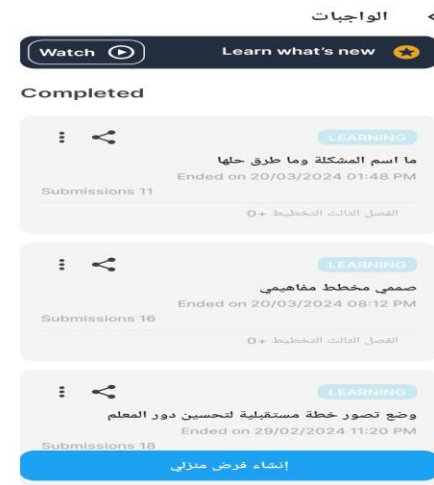 الواجبات
Learn what's new
Watch
Completed
LEARNING
ما اسم المشكلة وما طرق حلها
Ended on 20/03/2024 01:48 PM
Submissions 11
الفصل الثالث التخطيط +0
LEARNING
صممي مخطط مفاهيمي
Ended on 20/03/2024 08:12 PM
Submissions 16
الفصل الثالث التخطيط +0
LEARNING
وضع تصور خطة مستقبلية لتحسين دور المعلم
Ended on 29/02/2024 11:20 PM
Submissions 18
إنشاء فرض منزلي